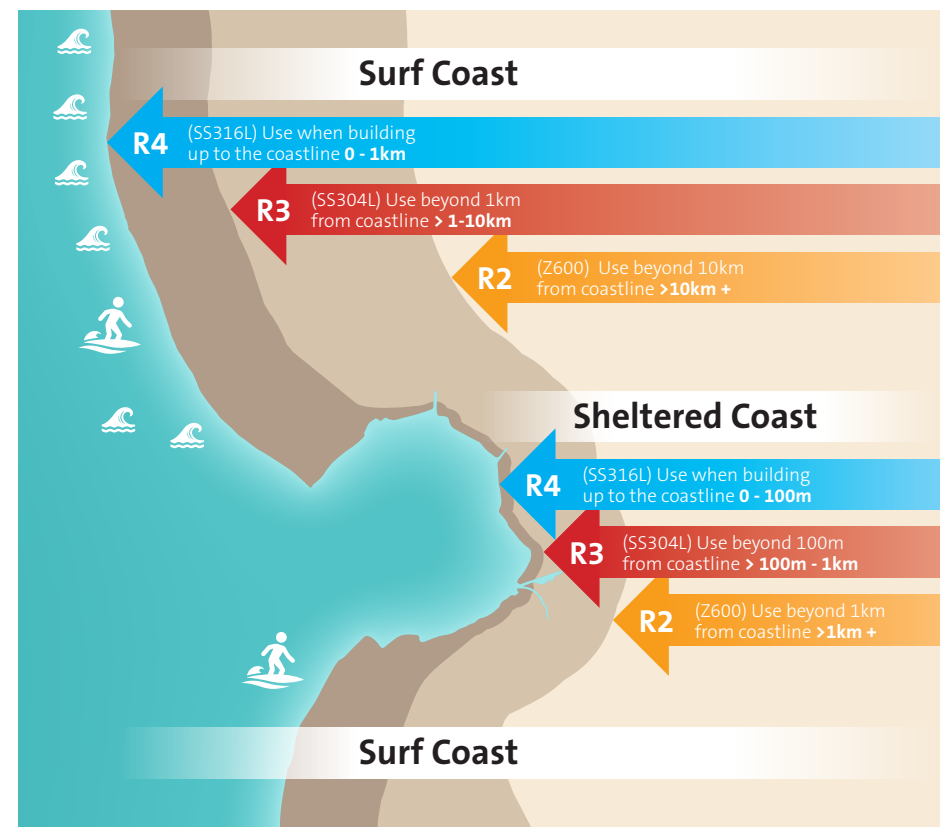 Surf Coast
R4
(SS316L) Use when building
up to the coastline 0 - 1km
R3
(SS304L) Use beyond 1km
from coastline > 1-10km
R2
(Z600) Use beyond 10km
from coastline >10km +
Sheltered Coast
R4
(SS316L) Use when building
up to the coastline 0 - 100m
R3
(SS304L) Use beyond 100m
from coastline > 100m - 1km
R2
(Z600) Use beyond 1km
from coastline >1km +
Surf Coast